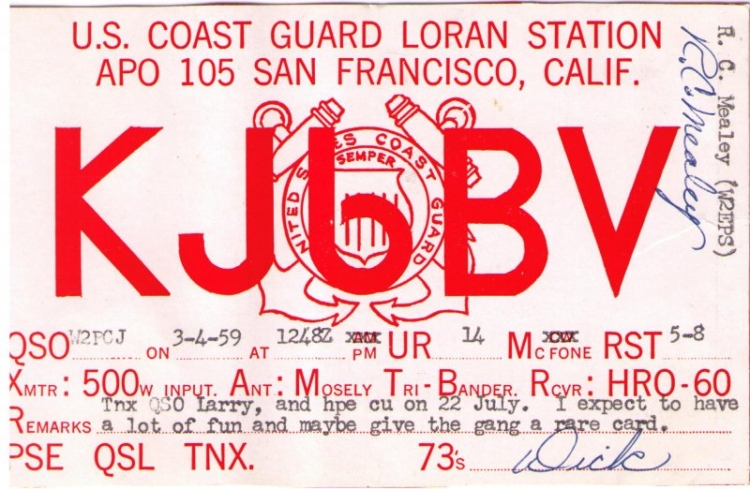 U.S. COAST GUARD LORAN STATION
APO 105 SAN FRANCISCO, CALIF.
KJ6BV
UNITED STATES COAST GUARD
SEMPER
R. C. Mealey (W2EPS)
R. C. Mealey
QSO W2PCJ ON 3-4-59 AT 1248Z PM UR 14 MC FONE RST 5-8
XMTR: 500W INPUT. ANT: MOSELY TRI-BANDER. RCVR: HRO-60
Tnx QSO Larry, and hpe cu on 22 July. I expect to have
REMARKS a lot of fun and maybe give the gang a rare card.
PSE QSL TNX. 73's Dick